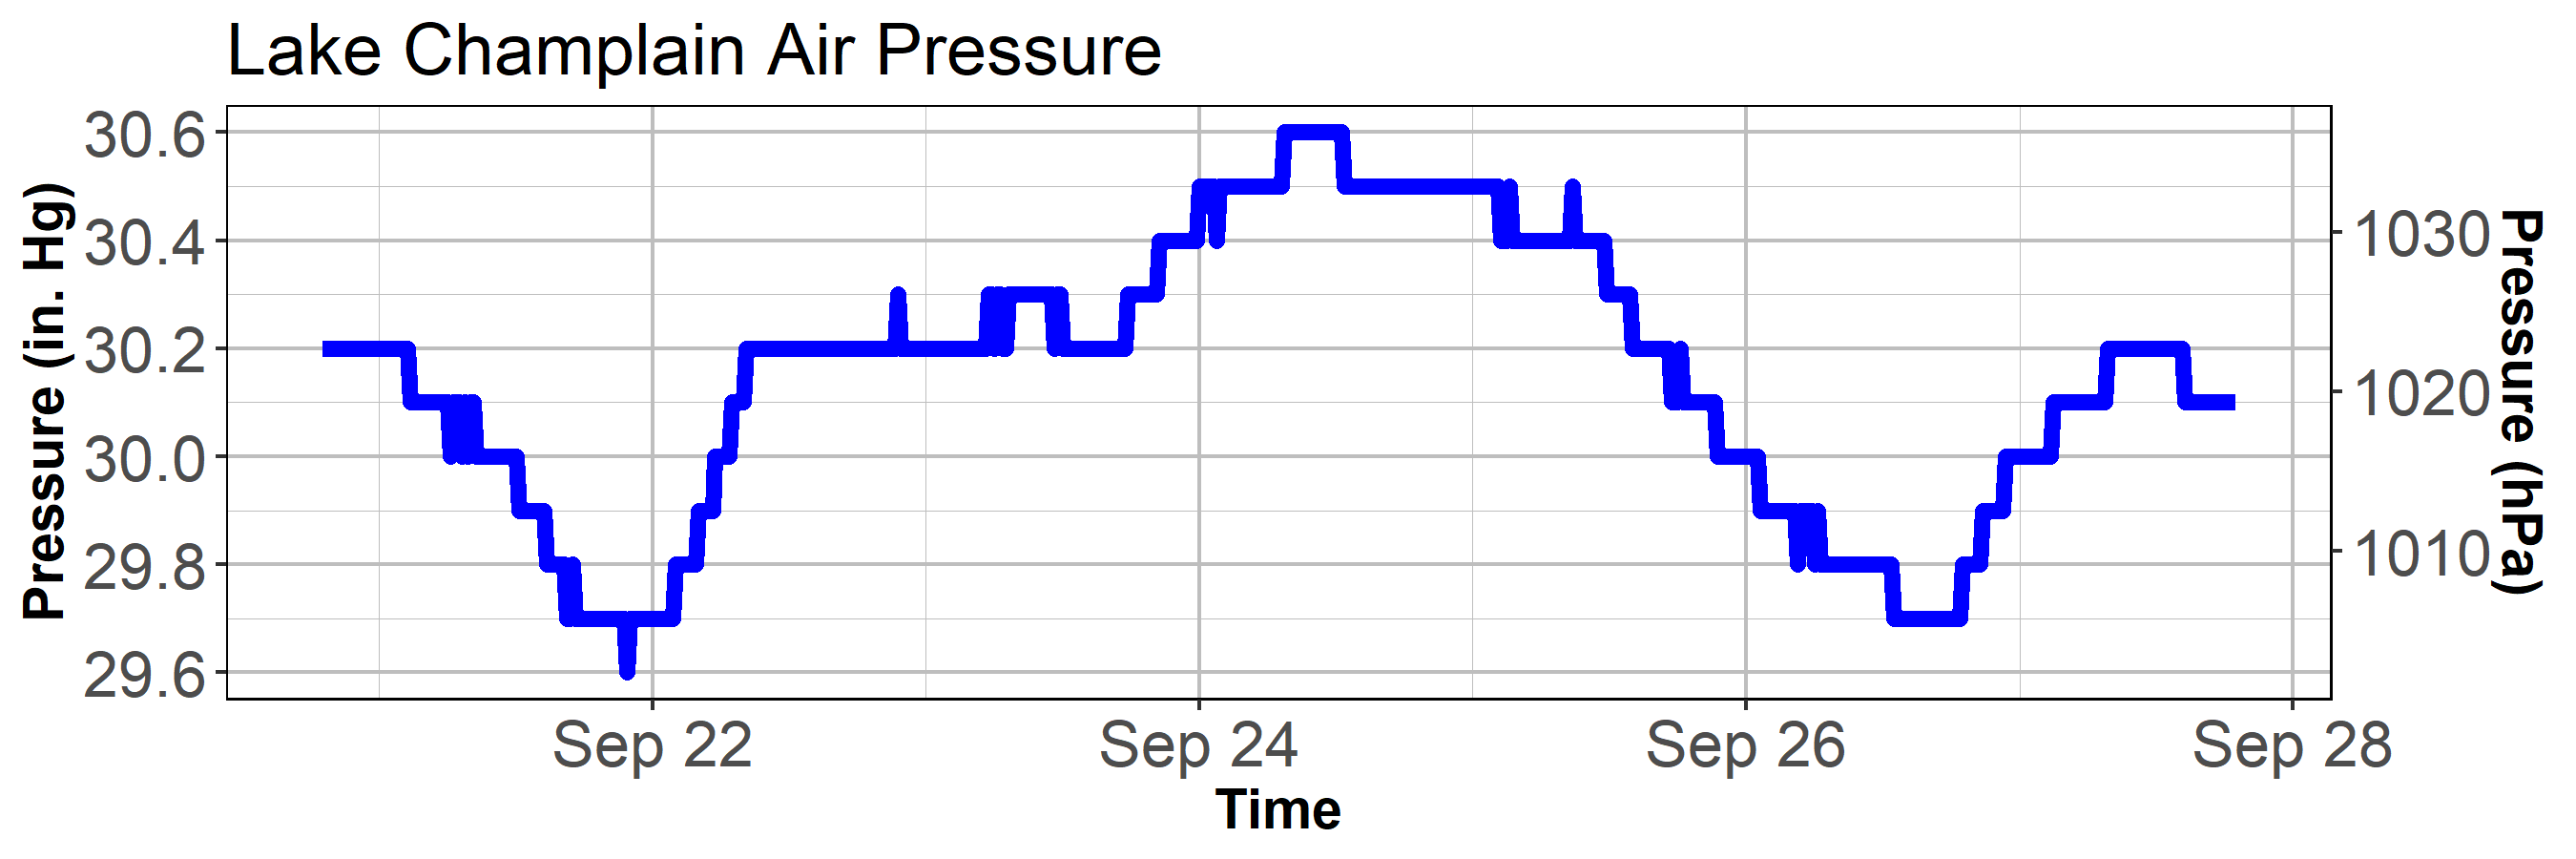 Lake Champlain Air Pressure
Pressure (in. Hg)
30.6
30.4
30.2
30.0
29.8
29.6
1030
1020
1010
Pressure (hPa)
Sep 22
Sep 24
Sep 26
Sep 28
Time